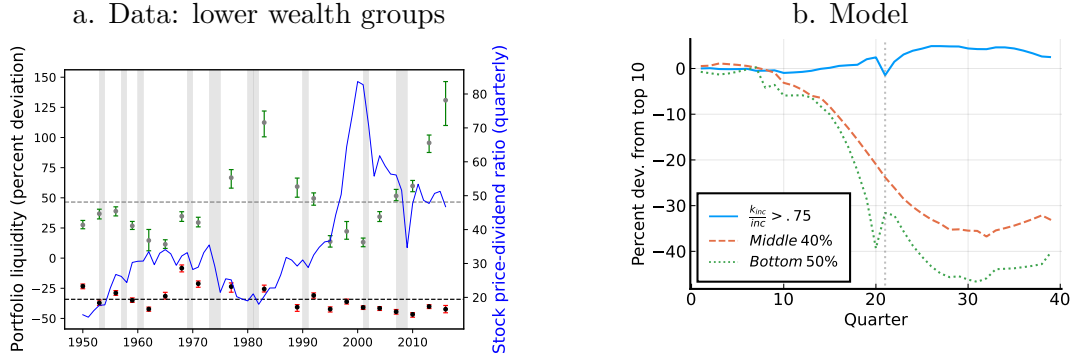 a. Data: lower wealth groups
Portfolio liquidity (percent deviation)
150
125
100
75
50
25
0
−25
−50
1950 1960 1970 1980 1990 2000 2010
80
70
60
50
40
30
20
Stock price-dividend ratio (quarterly)
b. Model
Percent dev. from top 10
0
−10
−20
−30
−40
k_inc/inc > .75
Middle 40%
Bottom 50%
0 10 20 30 40
Quarter